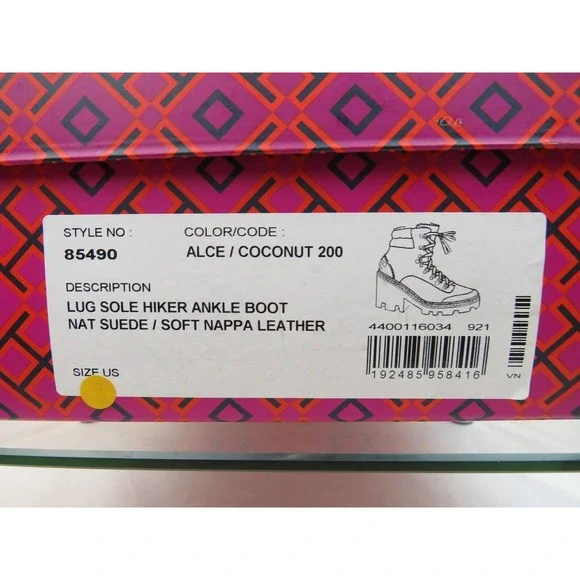 STYLE NO :
COLOR/CODE :
85490
ALCE / COCONUT 200
DESCRIPTION
LUG SOLE HIKER ANKLE BOOT
NAT SUEDE / SOFT NAPPA LEATHER
4400116034 921
192485 958416
VN
SIZE US